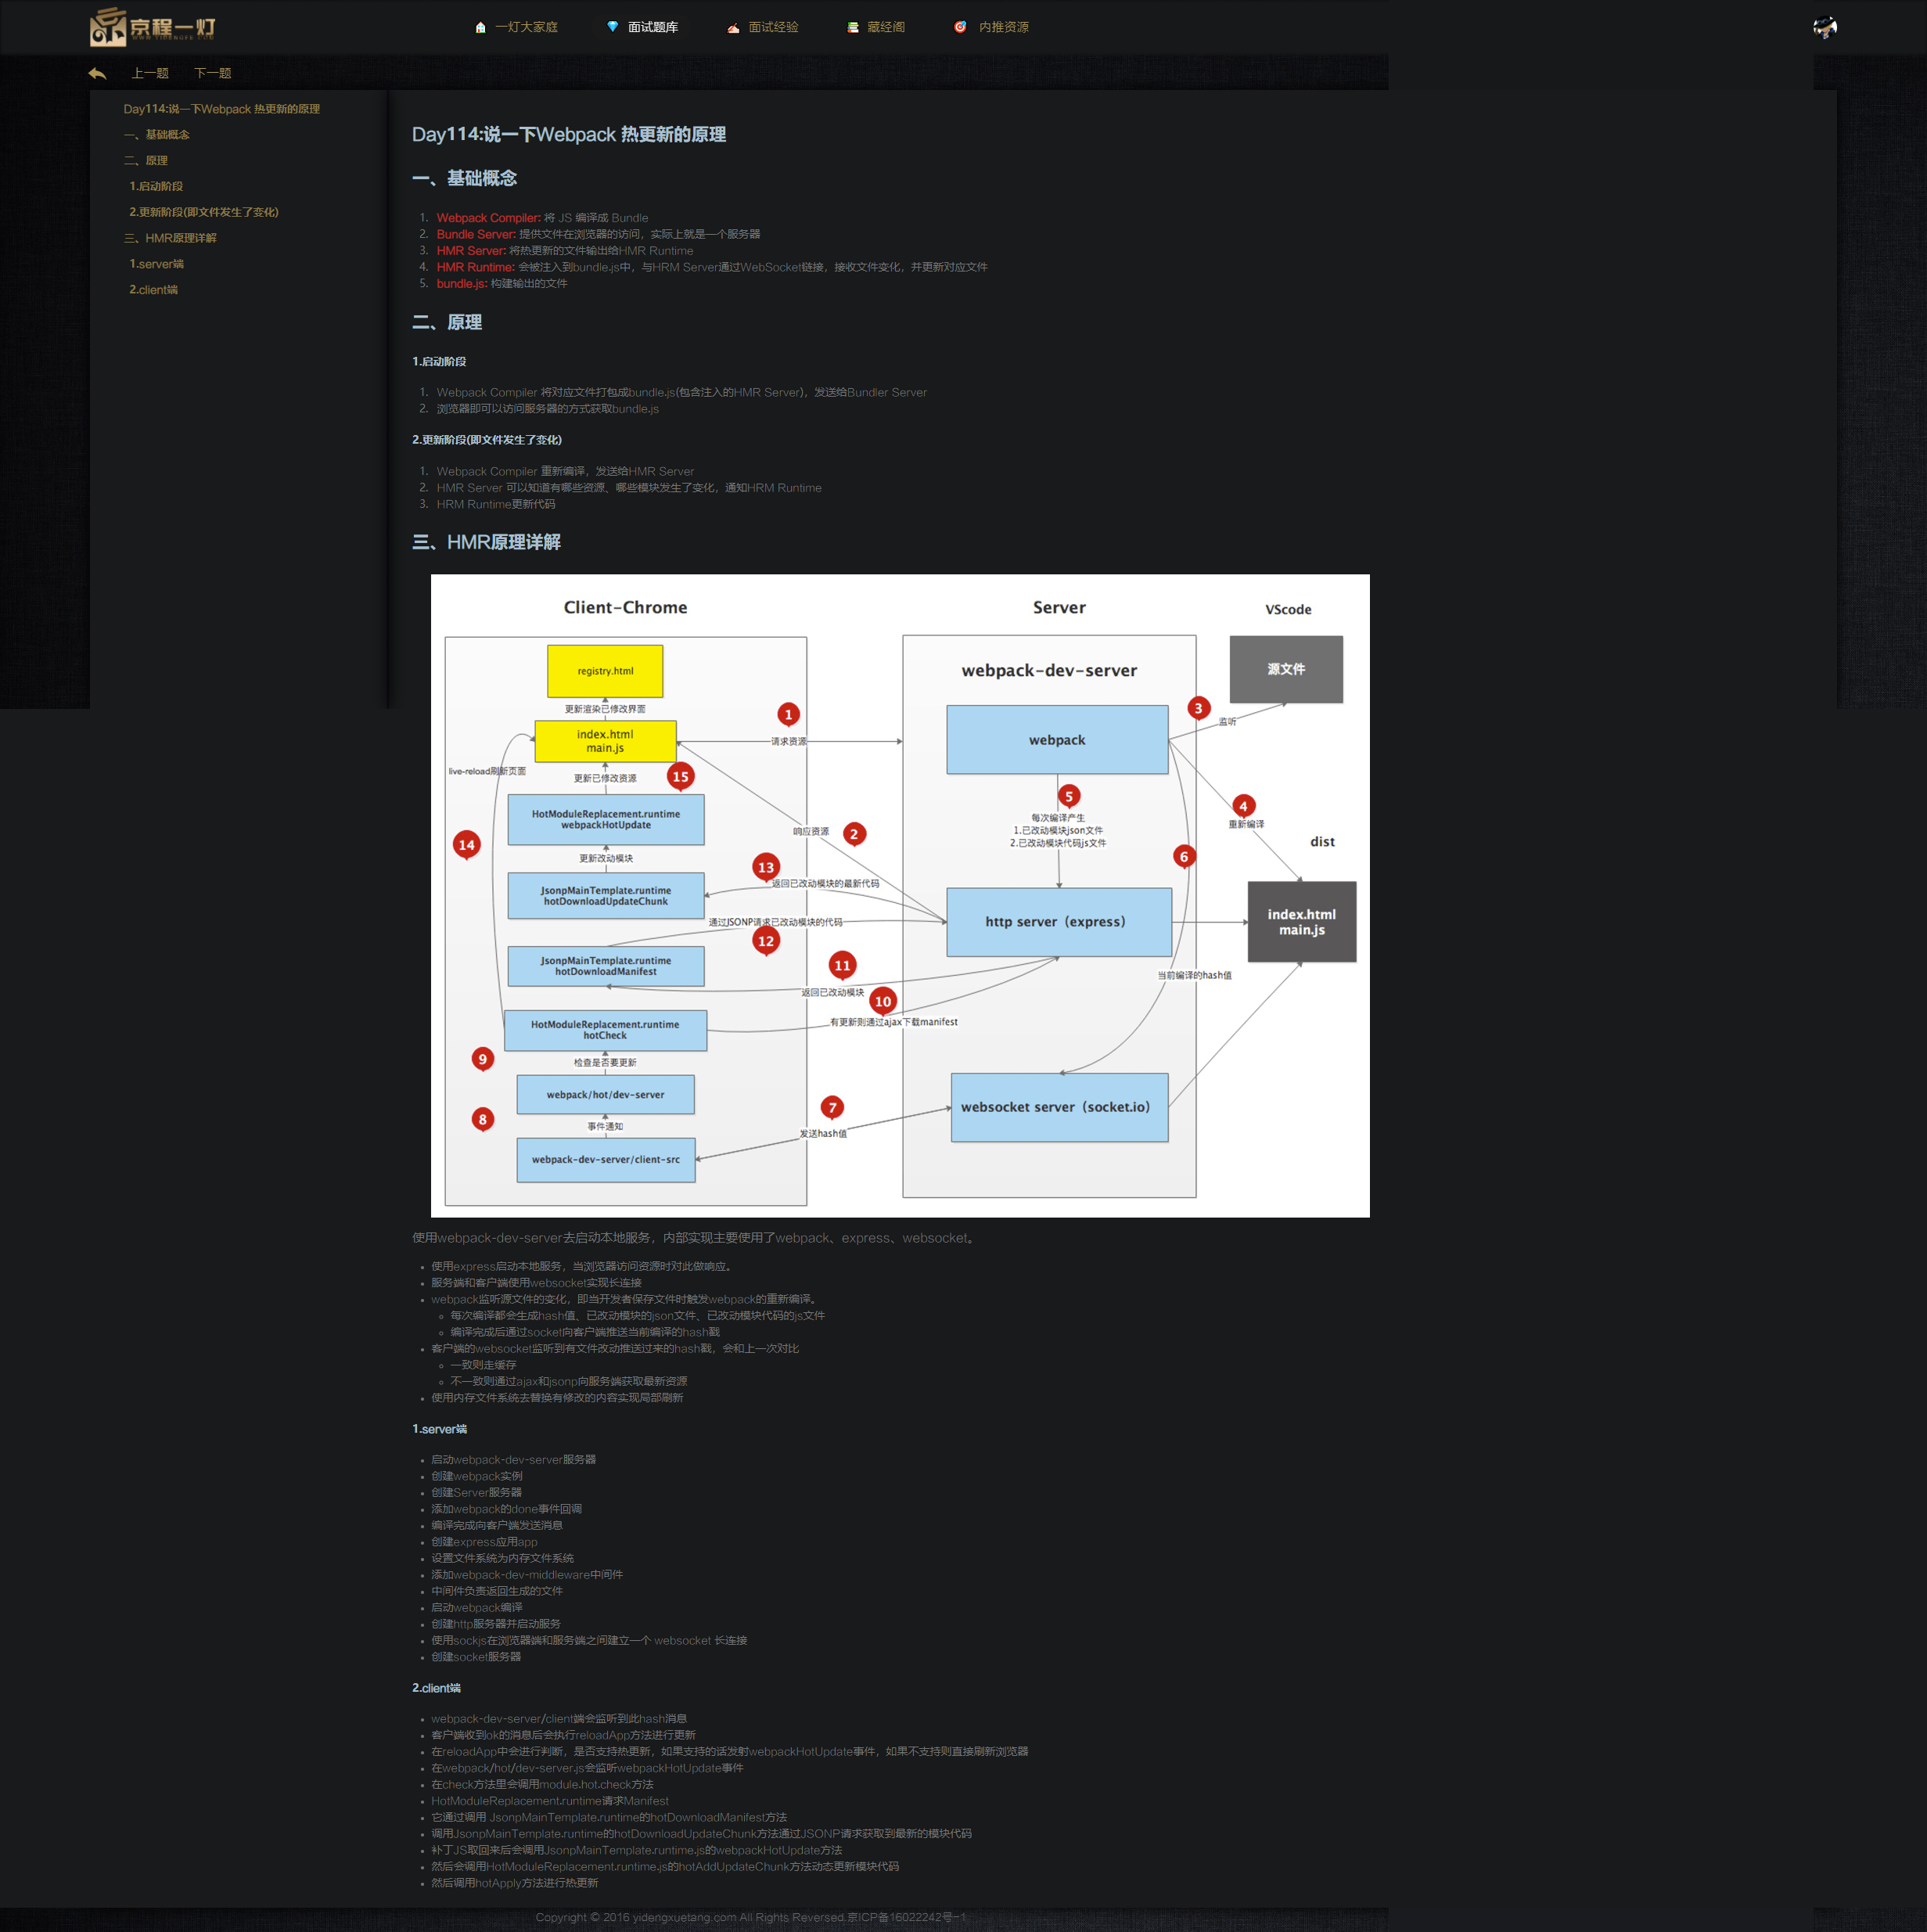 京程一灯
WWW.YIDENGFE.COM
一灯大家庭
面试题库
面试经验
藏经阁
内推资源
上一题
下一题
Day114:说一下Webpack 热更新的原理
一、基础概念
二、原理
1.启动阶段
2.更新阶段(即文件发生了变化)
三、HMR原理详解
1.server端
2.client端
Day114:说一下Webpack 热更新的原理
一、基础概念
1. Webpack Compiler: 将 JS 编译成 Bundle
2. Bundle Server: 提供文件在浏览器的访问，实际上就是一个服务器
3. HMR Server: 将热更新的文件输出给HMR Runtime
4. HMR Runtime: 会被注入到bundle.js中，与HRM Server通过WebSocket链接，接收文件变化，并更新对应文件
5. bundle.js: 构建输出的文件
二、原理
1.启动阶段
1. Webpack Compiler 将对应文件打包成bundle.js(包含注入的HMR Server)，发送给Bundler Server
2. 浏览器即可以访问服务器的方式获取bundle.js
2.更新阶段(即文件发生了变化)
1. Webpack Compiler 重新编译，发送给HMR Server
2. HMR Server 可以知道有哪些资源、哪些模块发生了变化，通知HRM Runtime
3. HRM Runtime更新代码
三、HMR原理详解
Client-Chrome
Server
VScode
registry.html
更新渲染已修改界面
index.html
main.js
live-reload刷新页面
更新已修改资源
15
HotModuleReplacement.runtime
webpackHotUpdate
14
更新改动模块
JsonpMainTemplate.runtime
hotDownloadUpdateChunk
JsonpMainTemplate.runtime
hotDownloadManifest
HotModuleReplacement.runtime
hotCheck
9
检查是否要更新
webpack/hot/dev-server
8
事件通知
webpack-dev-server/client-src
1
请求资源
响应资源
2
13
返回已改动模块的最新代码
通过JSONP请求已改动模块的代码
12
11
返回已改动模块
10
有更新则通过ajax下载manifest
7
发送hash值
webpack-dev-server
webpack
5
每次编译产生
1.已改动模块json文件
2.已改动模块代码js文件
6
http server（express）
当前编译的hash值
websocket server（socket.io）
3
监听
源文件
4
重新编译
dist
index.html
main.js
使用webpack-dev-server去启动本地服务，内部实现主要使用了webpack、express、websocket。
使用express启动本地服务，当浏览器访问资源时对此做响应。
服务端和客户端使用websocket实现长连接
webpack监听源文件的变化，即当开发者保存文件时触发webpack的重新编译。
每次编译都会生成hash值、已改动模块的json文件、已改动模块代码的js文件
编译完成后通过socket向客户端推送当前编译的hash戳
客户端的websocket监听到有文件改动推送过来的hash戳，会和上一次对比
一致则走缓存
不一致则通过ajax和jsonp向服务端获取最新资源
使用内存文件系统去替换有修改的内容实现局部刷新
1.server端
启动webpack-dev-server服务器
创建webpack实例
创建Server服务器
添加webpack的done事件回调
编译完成向客户端发送消息
创建express应用app
设置文件系统为内存文件系统
添加webpack-dev-middleware中间件
中间件负责返回生成的文件
启动webpack编译
创建http服务器并启动服务
使用sockjs在浏览器端和服务端之间建立一个 websocket 长连接
创建socket服务器
2.client端
webpack-dev-server/client端会监听到此hash消息
客户端收到ok的消息后会执行reloadApp方法进行更新
在reloadApp中会进行判断，是否支持热更新，如果支持的话发射webpackHotUpdate事件，如果不支持则直接刷新浏览器
在webpack/hot/dev-server.js会监听webpackHotUpdate事件
在check方法里会调用module.hot.check方法
HotModuleReplacement.runtime请求Manifest
它通过调用 JsonpMainTemplate.runtime的hotDownloadManifest方法
调用JsonpMainTemplate.runtime的hotDownloadUpdateChunk方法通过JSONP请求获取到最新的模块代码
补丁JS取回来后会调用JsonpMainTemplate.runtime.js的webpackHotUpdate方法
然后会调用HotModuleReplacement.runtime.js的hotAddUpdateChunk方法动态更新模块代码
然后调用hotApply方法进行热更新
Copyright © 2016 yidengxuetang.com All Rights Reversed.京ICP备16022242号-1